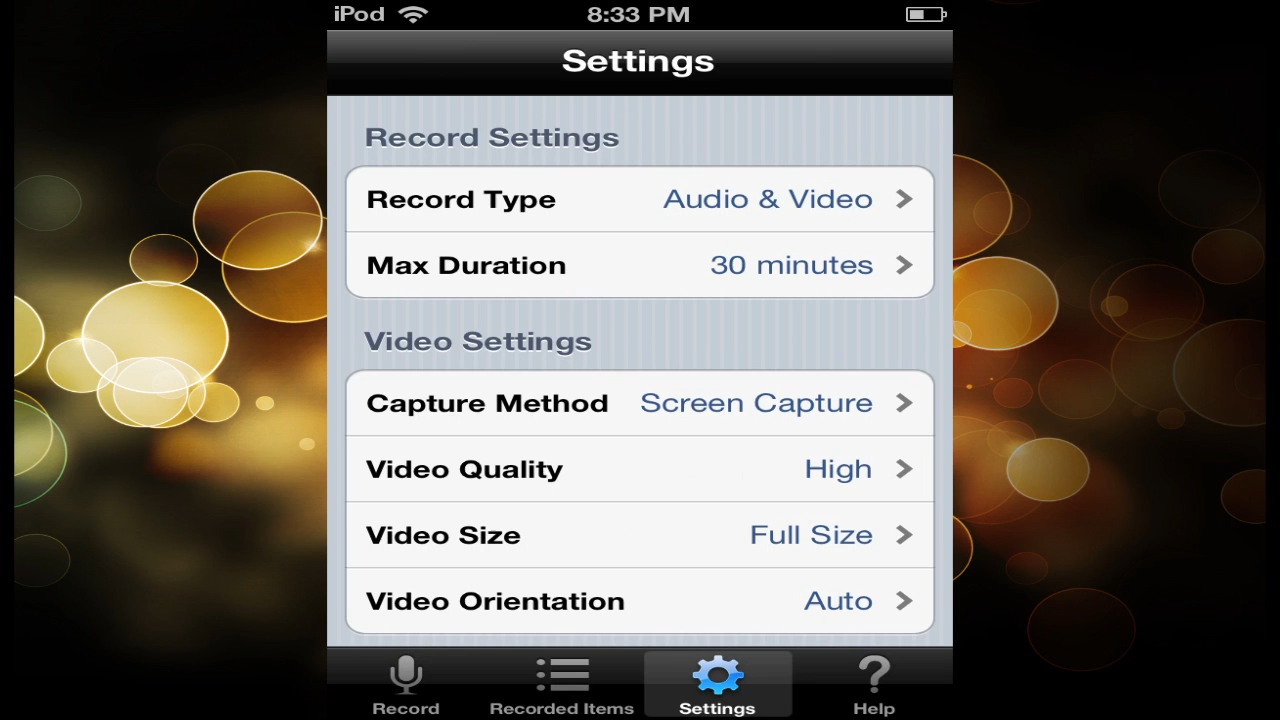 iPod 8:33 PM
Settings
Record Settings
Record Type Audio & Video
Max Duration 30 minutes
Video Settings
Capture Method Screen Capture
Video Quality High
Video Size Full Size
Video Orientation Auto
Record Recorded Items Settings Help